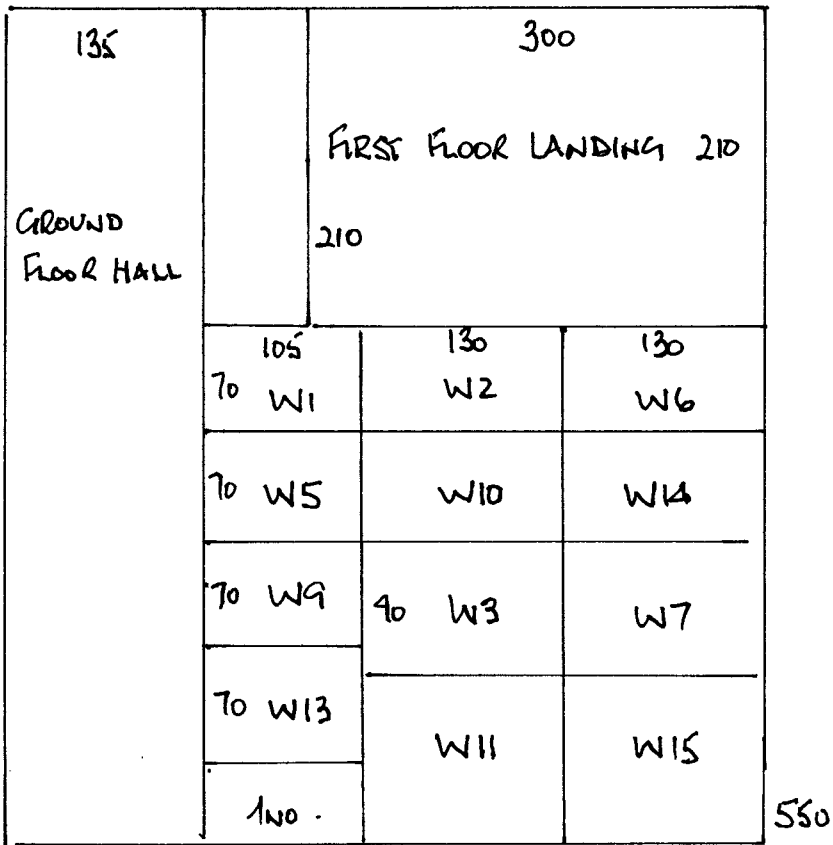 135
300
FIRST FLOOR LANDING 210
GROUND
FLOOR HALL
210
105 130 130
70 W1 W2 W6
70 W5 W10 W14
70 W9 90 W3 W7
70 W13
W11 W15
1NO. 550